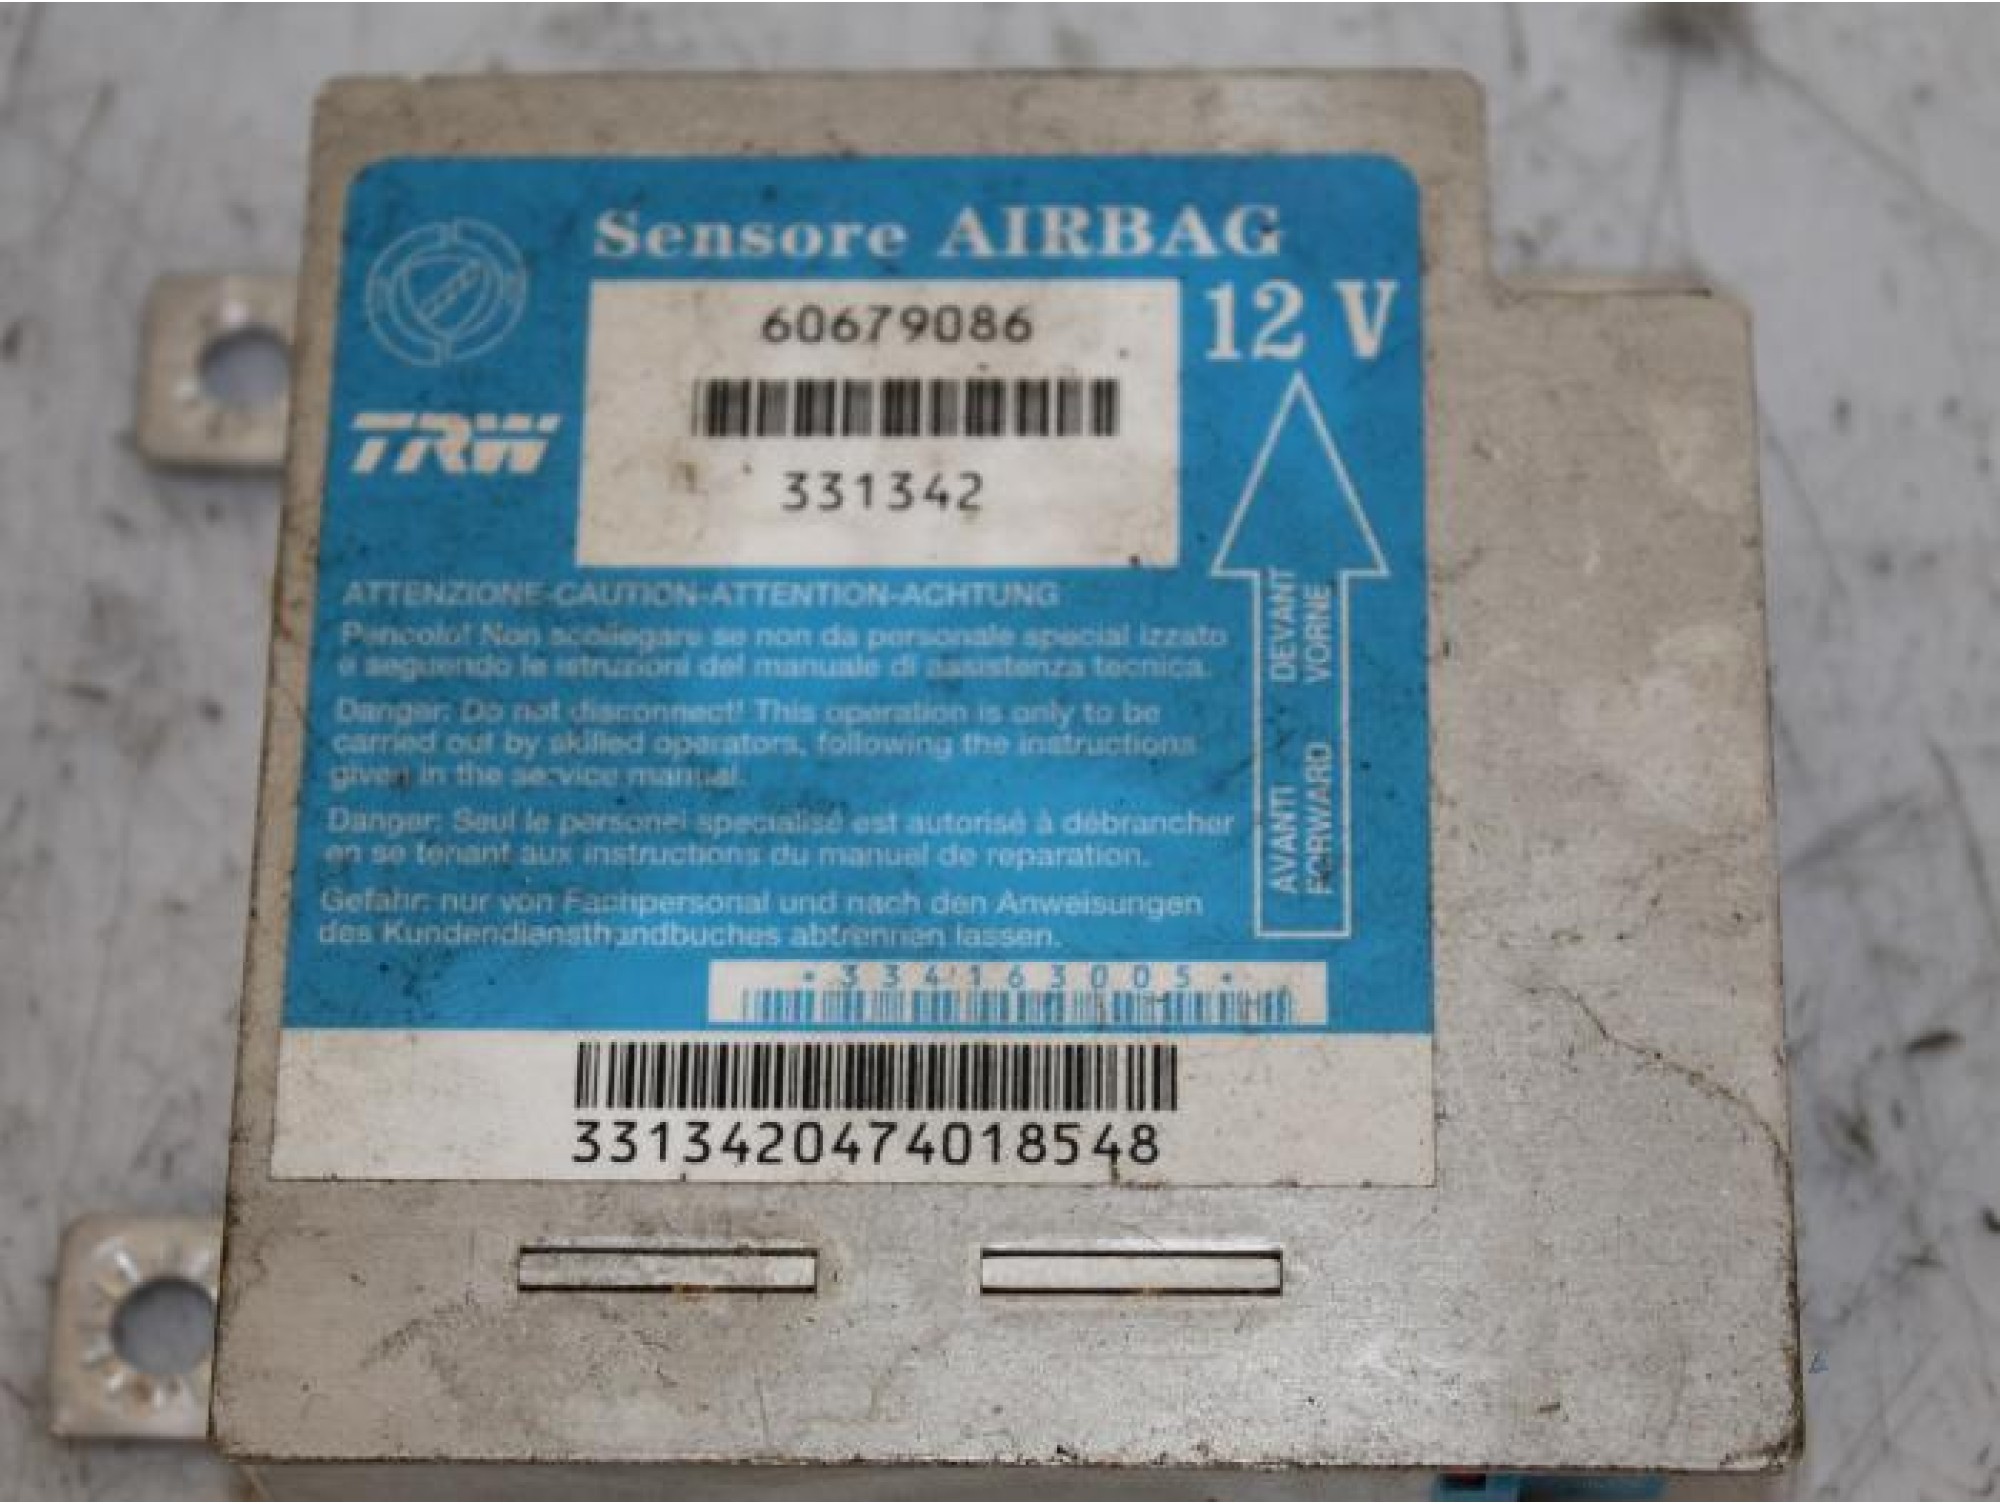 Sensore AIRBAG
12 V
60679086
TRW
331342
ATTENZIONE-CAUTION-ATTENTION-ACHTUNG
Pericolo! Non scollegare se non da personale special izzato
e seguendo le istruzioni del manuale di assistenza tecnica.
Danger: Do not disconnect! This operation is only to be
carried out by skilled operators, following the instructions
given in the service manual.
Danger: Seul le personel specialisé est autorisé à débrancher
en se tenant aux instructions du manuel de reparation.
Gefahr: nur von Fachpersonal und nach den Anweisungen
des Kundendiensthandbuches abtrennen lassen.
AVANTI DEVANT
FORWARD VORNE
* 334163005 *
3313420474018548